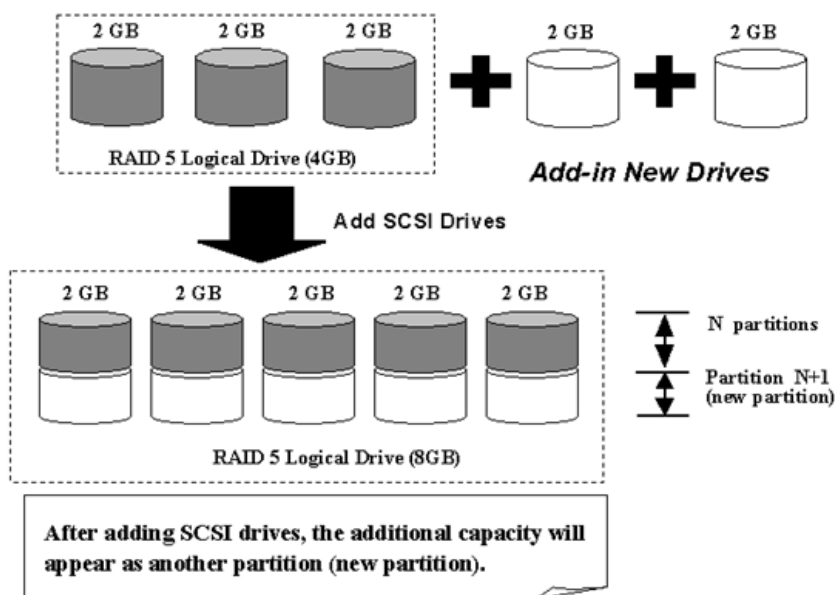 2 GB 2 GB 2 GB 2 GB 2 GB
RAID 5 Logical Drive (4GB)
Add-in New Drives
Add SCSI Drives
2 GB 2 GB 2 GB 2 GB 2 GB
N partitions
Partition N+1
(new partition)
RAID 5 Logical Drive (8GB)
After adding SCSI drives, the additional capacity will
appear as another partition (new partition).